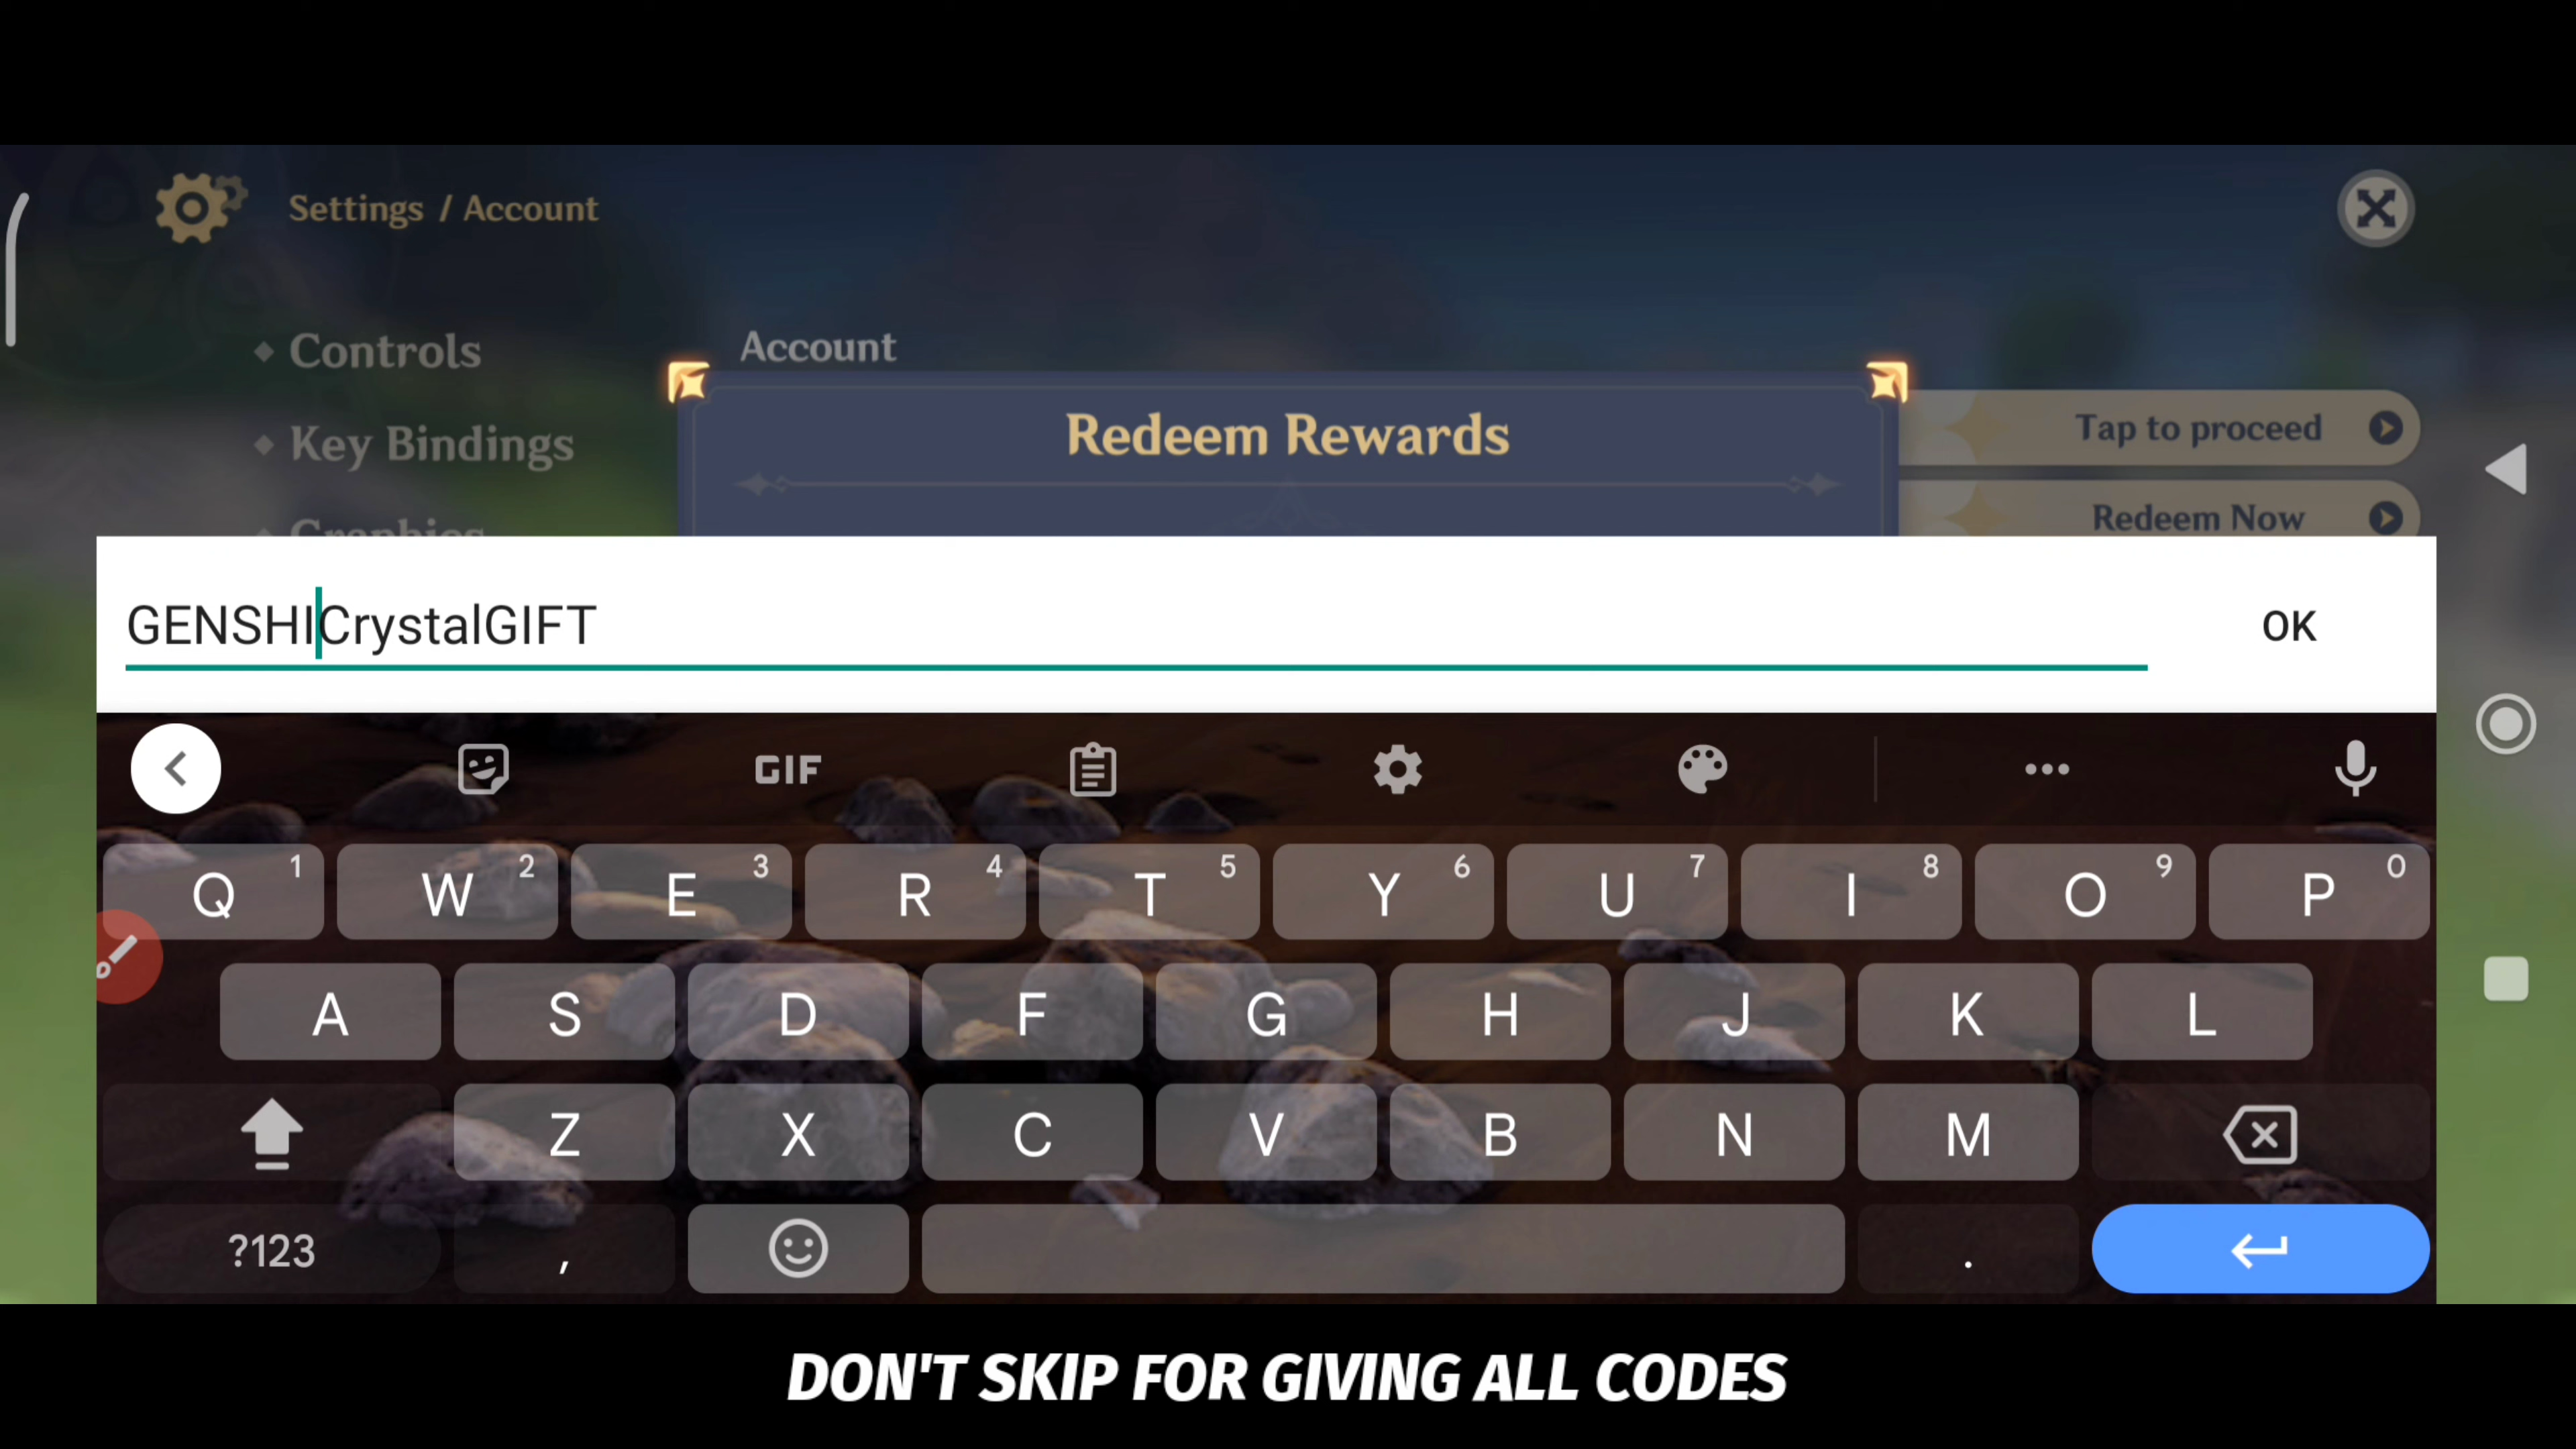 Settings / Account
Controls
Account
Key Bindings
Redeem Rewards
Tap to proceed
Graphics
Redeem Now
GENSHICrystalGIFT
OK
GIF
Q 1 W 2 E 3 R 4 T 5 Y 6 U 7 I 8 O 9 P 0
A S D F G H J K L
Z X C V B N M
?123 , .
DON'T SKIP FOR GIVING ALL CODES